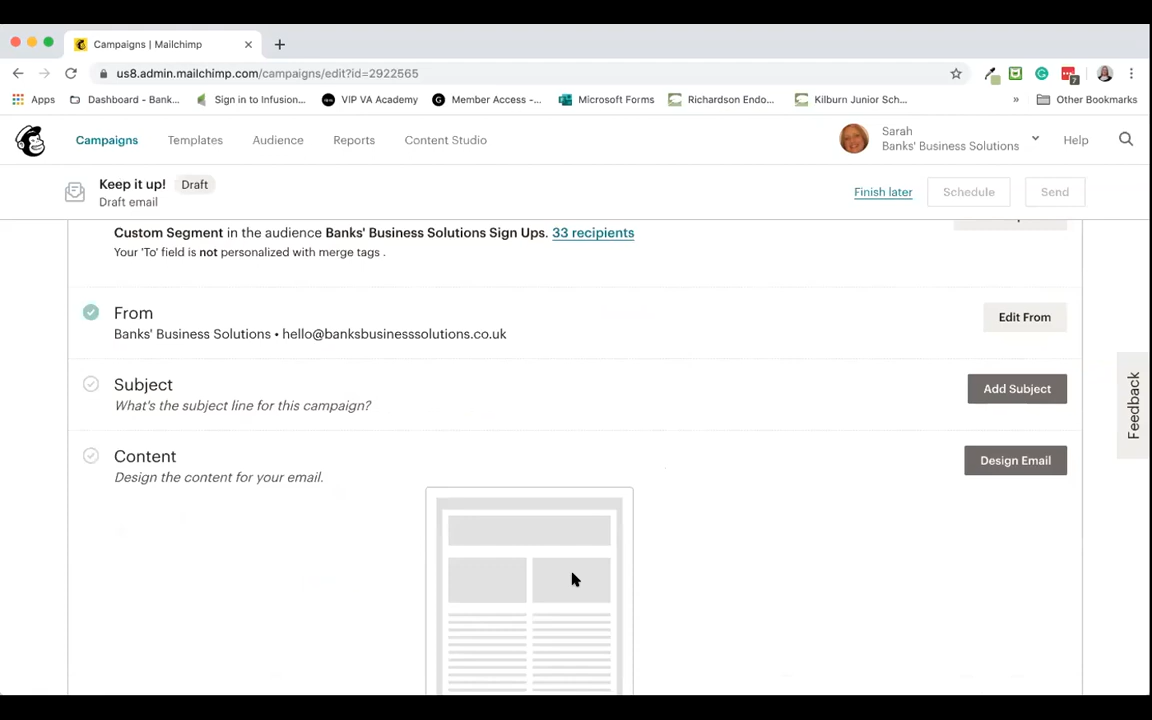 Campaigns | Mailchimp
us8.admin.mailchimp.com/campaigns/edit?id=2922565
Apps
Dashboard - Bank...
Sign in to Infusion...
VIP VA Academy
Member Access -...
Microsoft Forms
Richardson Endo...
Kilburn Junior Sch...
»
Other Bookmarks
7
Campaigns
Templates
Audience
Reports
Content Studio
Sarah
Banks' Business Solutions
Help
Keep it up! Draft
Draft email
Finish later
Schedule
Send
Custom Segment in the audience Banks' Business Solutions Sign Ups. 33 recipients
Your 'To' field is not personalized with merge tags .
From
Banks' Business Solutions • hello@banksbusinesssolutions.co.uk
Edit From
Subject
What's the subject line for this campaign?
Add Subject
Content
Design the content for your email.
Design Email
Feedback